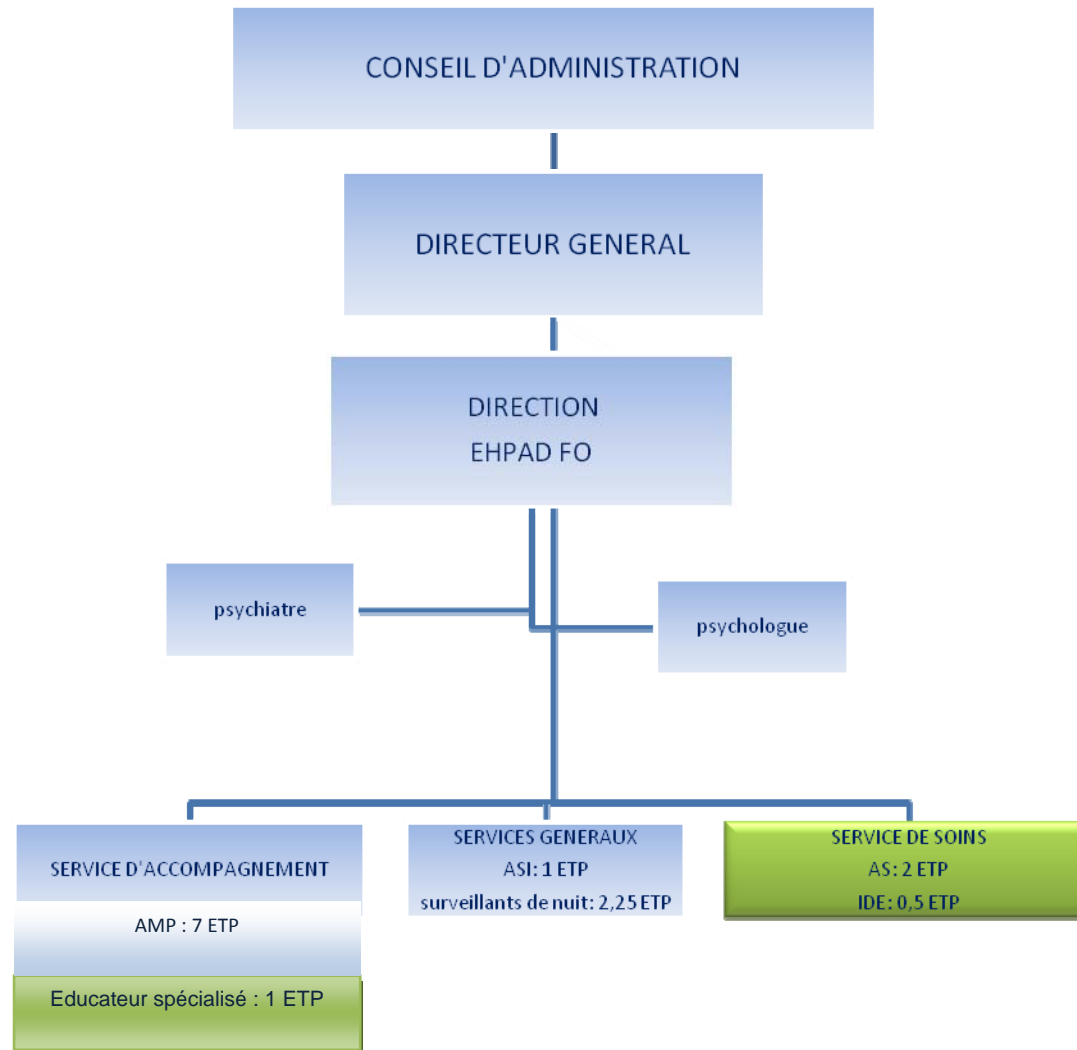 CONSEIL D'ADMINISTRATION
DIRECTEUR GENERAL
DIRECTION
EHPAD FO
psychiatre
psychologue
SERVICE D'ACCOMPAGNEMENT
AMP : 7 ETP
Educateur spécialisé : 1 ETP
SERVICES GENERAUX
ASI: 1 ETP
surveillants de nuit: 2,25 ETP
SERVICE DE SOINS
AS: 2 ETP
IDE: 0,5 ETP